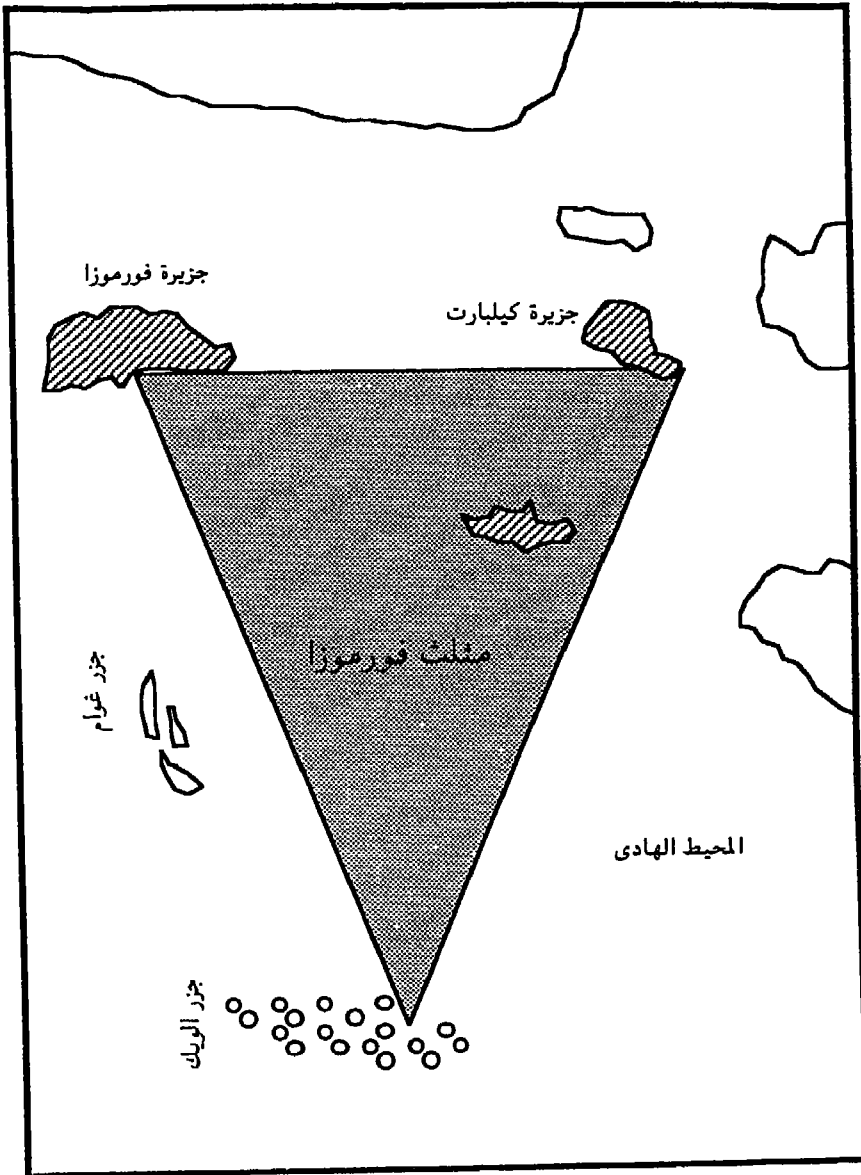 جزيرة فورموزا
جزيرة كيلبارت
مثلث فورموزا
جزر غوام
المحيط الهادى
جزر الويك